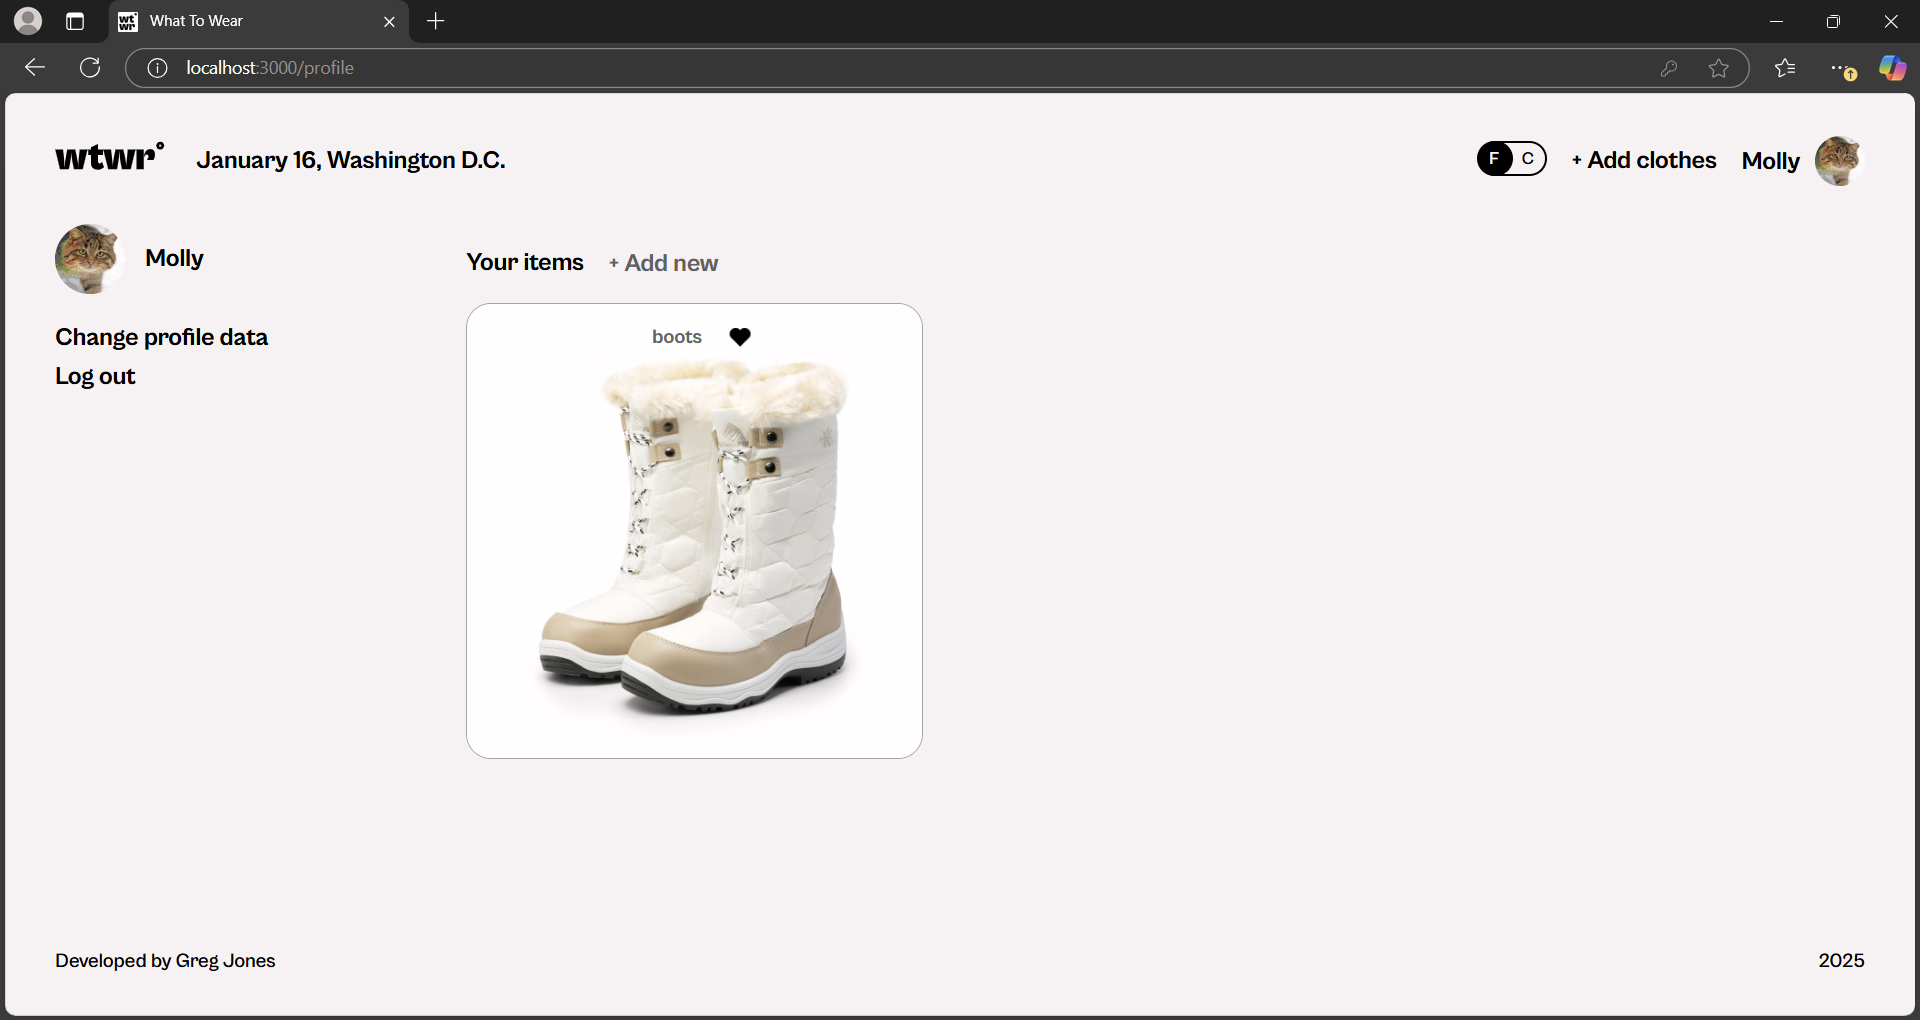 What To Wear
localhost:3000/profile
wtwr°
January 16, Washington D.C.
F C
+ Add clothes
Molly
Molly
Change profile data
Log out
Your items
+ Add new
boots
Developed by Greg Jones
2025